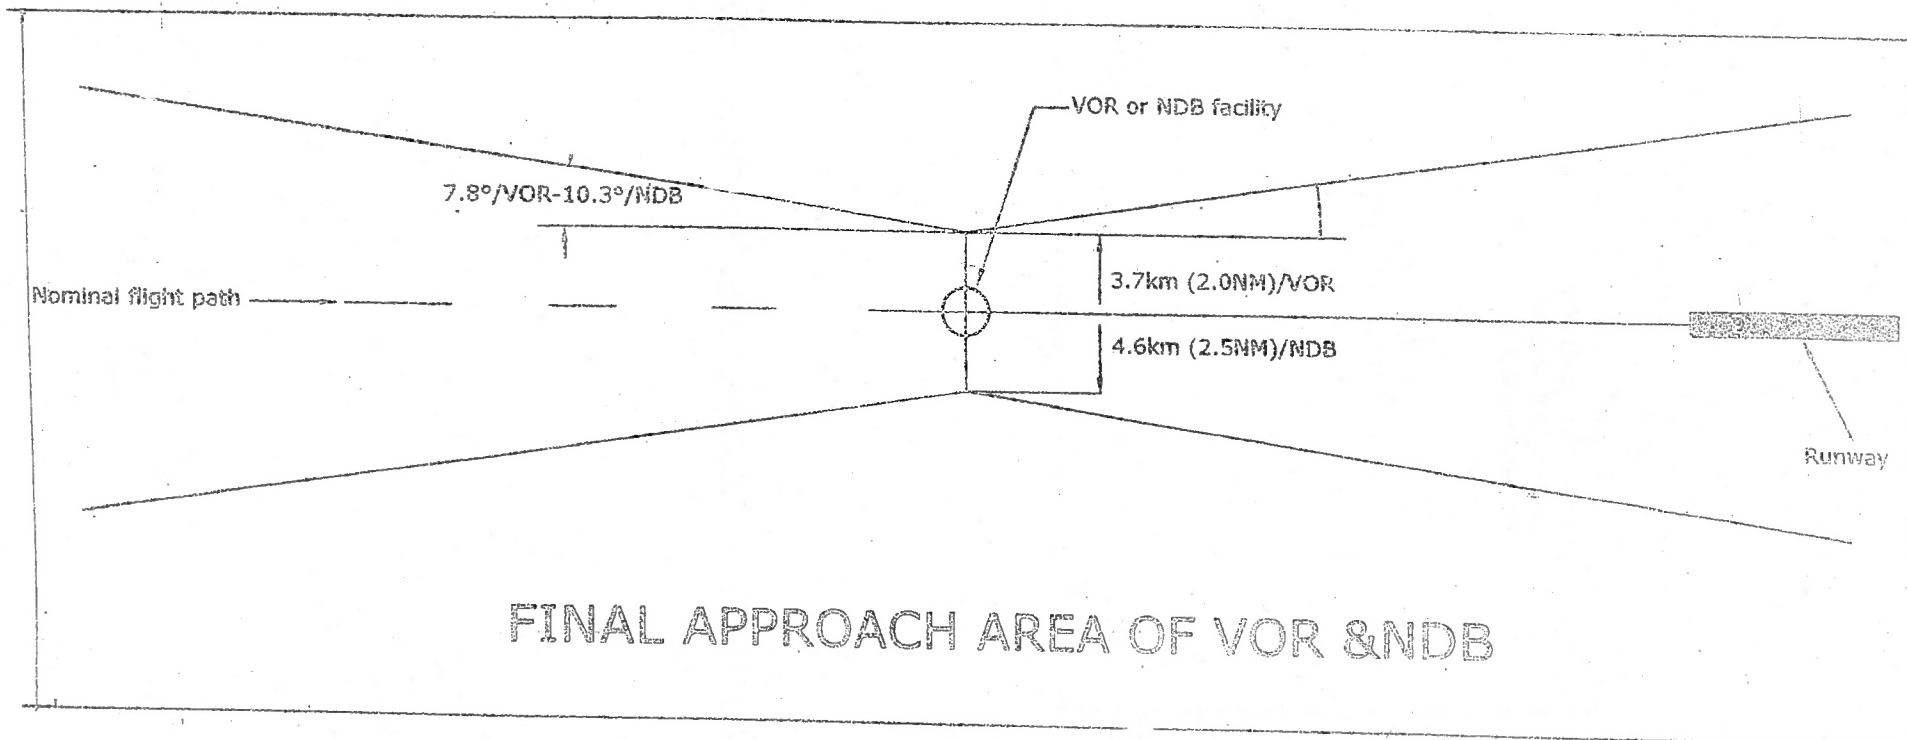 VOR or NDB facility
7.8°/VOR-10.3°/NDB
3.7km (2.0NM)/VOR
Nominal flight path
4.6km (2.5NM)/NDB
Runway
FINAL APPROACH AREA OF VOR &NDB